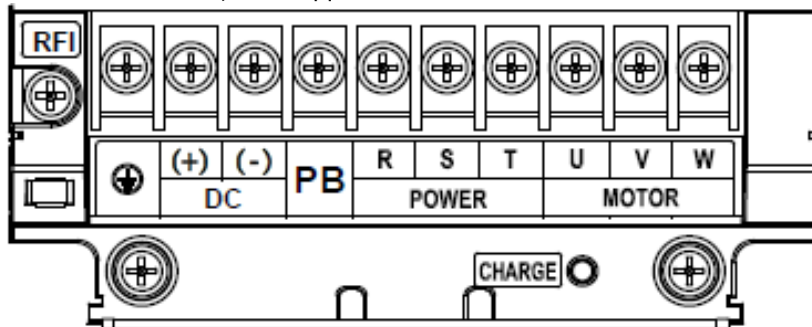 RFI
(+) (-) PB R S T U V W
DC POWER MOTOR
CHARGE